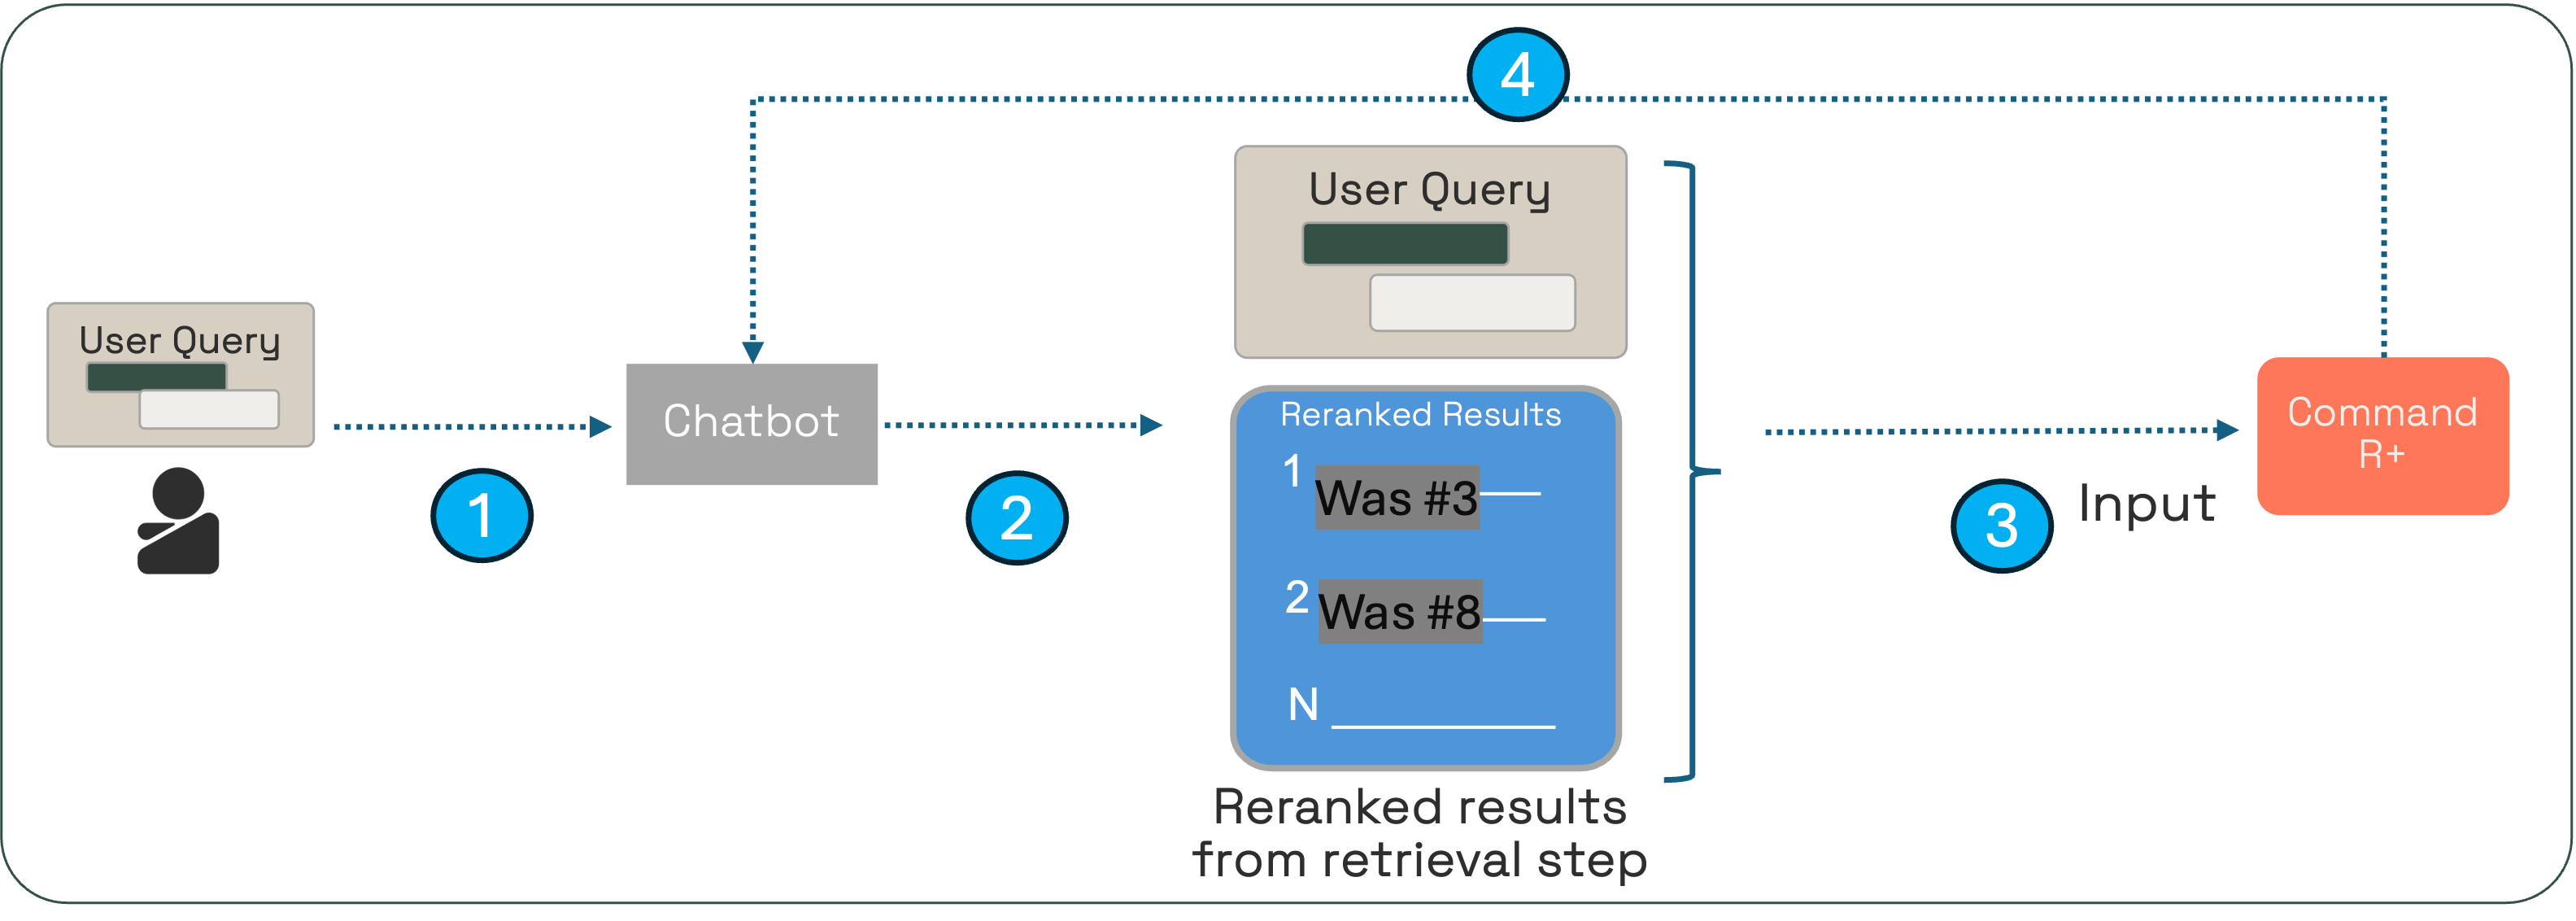 4
User Query
User Query
Chatbot
Reranked Results
1 Was #3
2 Was #8
N
Command
R+
1
2
3
Input
Reranked results
from retrieval step